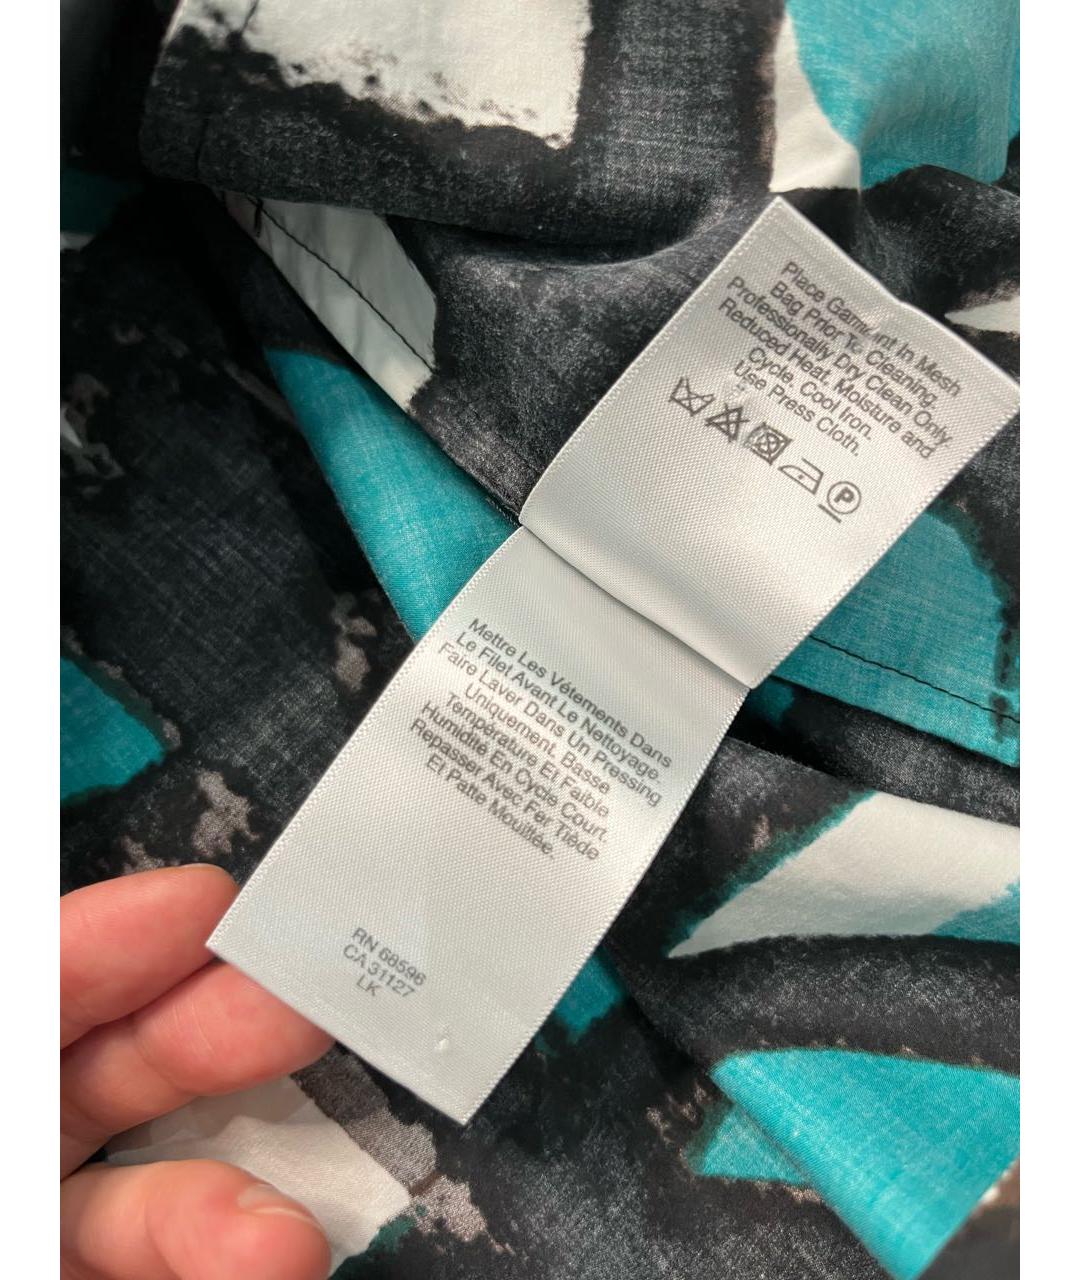 Place Garment In Mesh
Bag Prior To Cleaning.
Professionally Dry Clean Only
Reduced Heat, Moisture and
Cycle. Cool Iron.
Use Press Cloth.
P
Mettre Les Vêtements Dans
Le Filet Avant Le Nettoyage.
Faire Laver Dans Un Pressing
Uniquement. Basse
Température Et Faible
Humidité En Cycle Court.
Repasser Avec Fer Tiède
Et Patte Mouillée.
RN 66596
CA 31127
LK